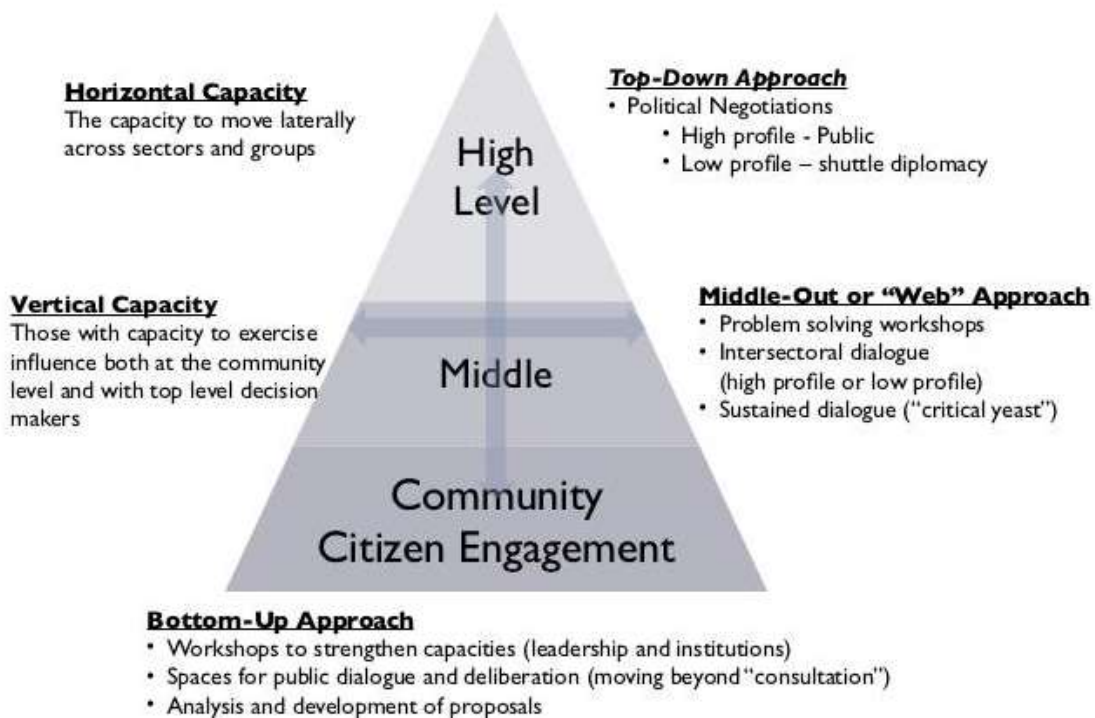 Horizontal Capacity
The capacity to move laterally
across sectors and groups
Top-Down Approach
• Political Negotiations
• High profile - Public
• Low profile – shuttle diplomacy
High
Level
Vertical Capacity
Those with capacity to exercise
influence both at the community
level and with top level decision
makers
Middle-Out or “Web” Approach
• Problem solving workshops
• Intersectoral dialogue
(high profile or low profile)
• Sustained dialogue (“critical yeast”)
Middle
Community
Citizen Engagement
Bottom-Up Approach
• Workshops to strengthen capacities (leadership and institutions)
• Spaces for public dialogue and deliberation (moving beyond “consultation”)
• Analysis and development of proposals